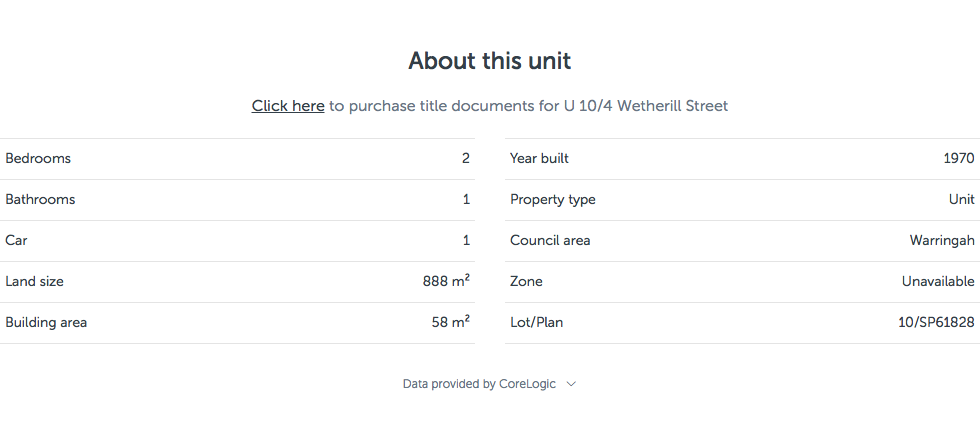 About this unit
Click here to purchase title documents for U 10/4 Wetherill Street
Bedrooms 2
Year built 1970
Bathrooms 1
Property type Unit
Car 1
Council area Warringah
Land size 888 m²
Zone Unavailable
Building area 58 m²
Lot/Plan 10/SP61828
Data provided by CoreLogic